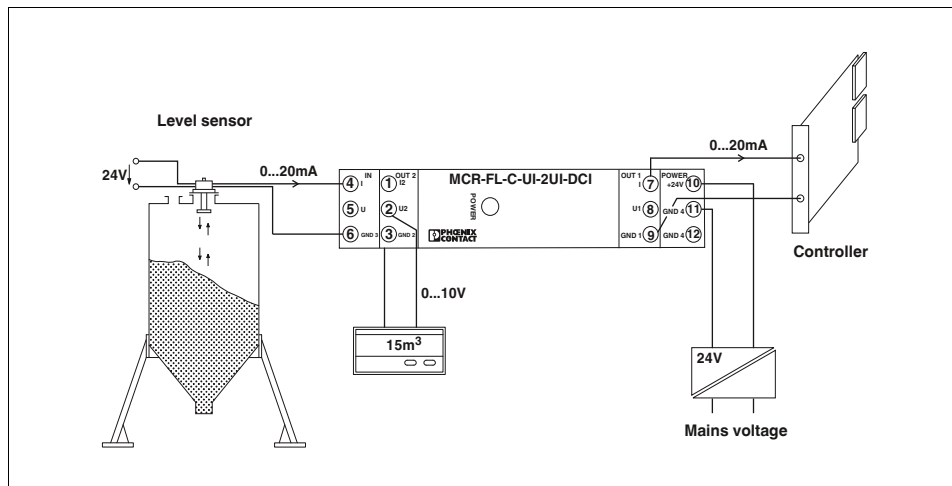 Level sensor
24V
0...20mA
4 I IN
5 U
6 GND 3
1 OUT 2 I2
2 U2
3 GND 2
MCR-FL-C-UI-2UI-DCI
POWER
PHŒNIX
CONTACT
OUT 1
I 7
U1 8
GND 1 9
POWER
+24V 10
GND 4 11
GND 4 12
0...20mA
Controller
0...10V
15m³
24V
Mains voltage